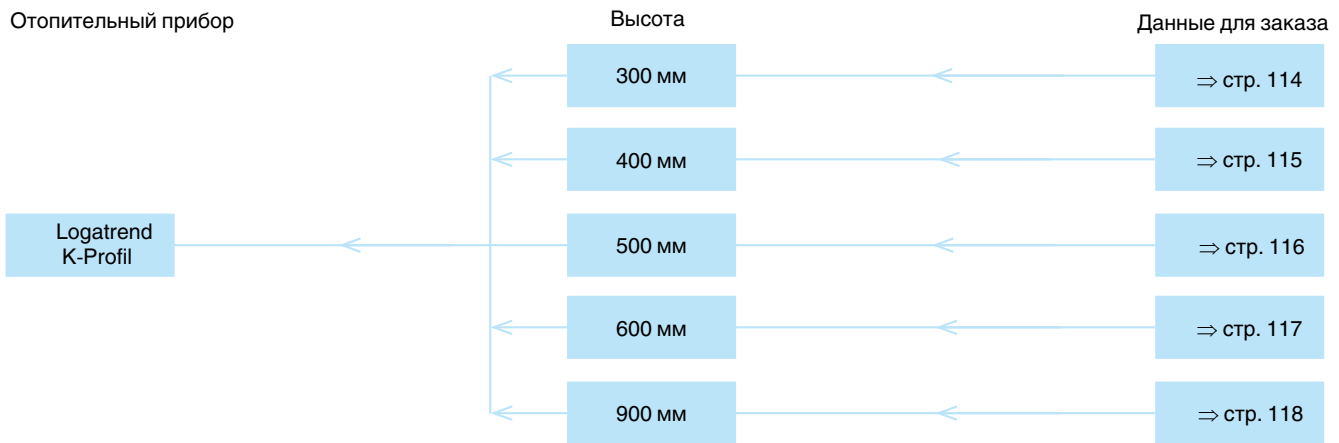 Отопительный прибор
Высота
Данные для заказа
300 мм
⇒ стр. 114
400 мм
⇒ стр. 115
Logatrend
K-Profil
500 мм
⇒ стр. 116
600 мм
⇒ стр. 117
900 мм
⇒ стр. 118